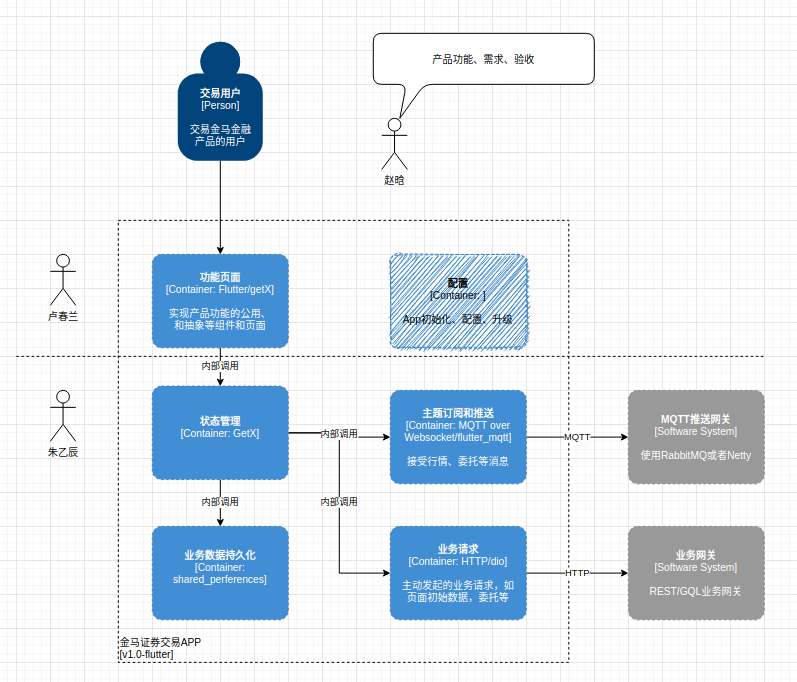 产品功能、需求、验收
交易用户
[Person]
交易金马金融
产品的用户
赵晗
卢春兰
功能页面
[Container: Flutter/getX]
实现产品功能的公用、
和抽象等组件和页面
配置
[Container: ]
App初始化、配置、升级
内部调用
朱乙辰
状态管理
[Container: GetX]
内部调用
主题订阅和推送
[Container: MQTT over
Websocket/flutter_mqtt]
接受行情、委托等消息
MQTT
MQTT推送网关
[Software System]
使用RabbitMQ或者Netty
内部调用
内部调用
业务数据持久化
[Container:
shared_perferences]
业务请求
[Container: HTTP/dio]
主动发起的业务请求，如
页面初始数据，委托等
HTTP
业务网关
[Software System]
REST/GQL业务网关
金马证券交易APP
[v1.0-flutter]